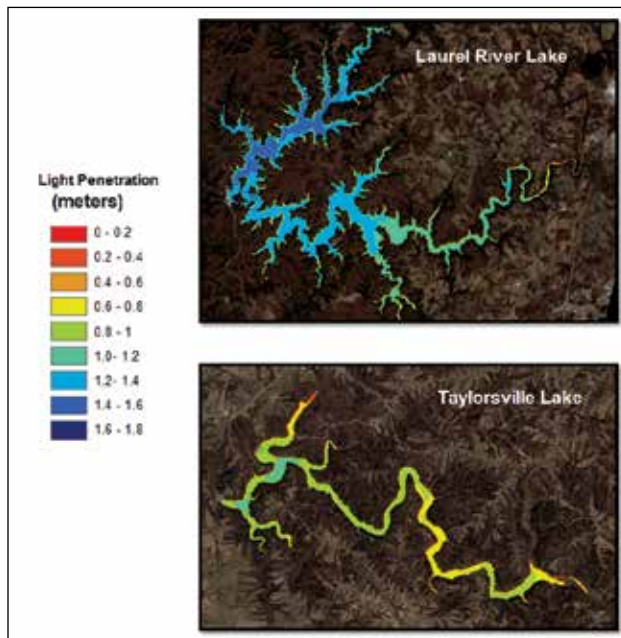 Laurel River Lake
Light Penetration
(meters)
0 - 0.2
0.2 - 0.4
0.4 - 0.6
0.6 - 0.8
0.8 - 1
1.0- 1.2
1.2 - 1.4
1.4 - 1.6
1.6 - 1.8
Taylorsville Lake